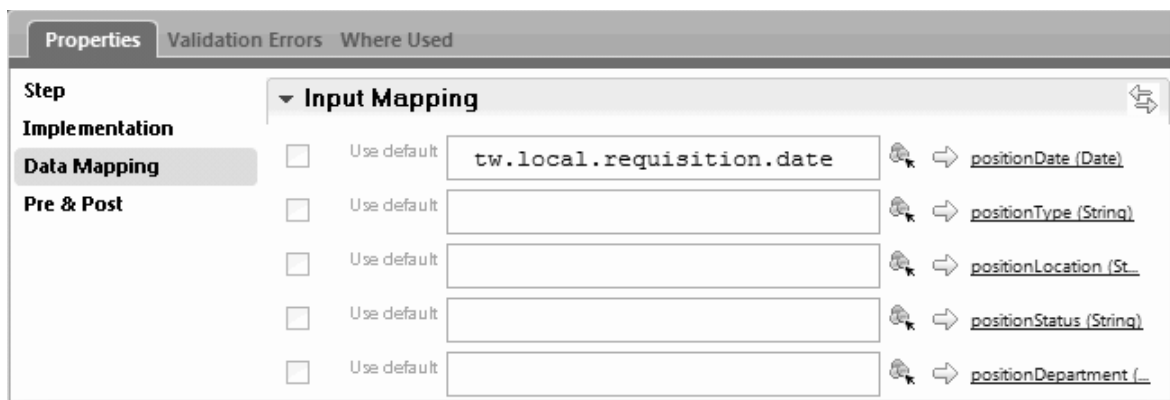 Properties Validation Errors Where Used
Step
Implementation
Data Mapping
Pre & Post
Input Mapping
Use default tw.local.requisition.date positionDate (Date)
Use default positionType (String)
Use default positionLocation (St...
Use default positionStatus (String)
Use default positionDepartment (...